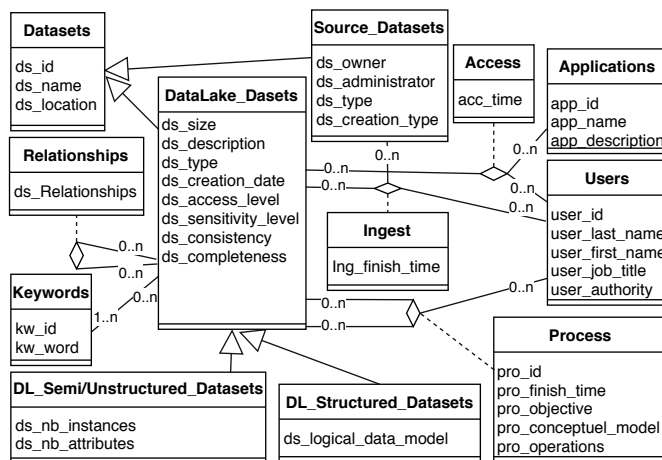 Datasets
ds_id
ds_name
ds_location
Source_Datasets
ds_owner
ds_administrator
ds_type
ds_creation_type
Access
acc_time
Applications
app_id
app_name
app_description
DataLake_Dasets
ds_size
ds_description
ds_type
ds_creation_date
ds_access_level
ds_sensitivity_level
ds_consistency
ds_completeness
Relationships
ds_Relationships
0..n
0..n
0..n
0..n
0..n
0..n
Users
user_id
user_last_name
user_first_name
user_job_title
user_authority
Ingest
Ing_finish_time
0..n
0..n
0..n
0..n
1..n
Keywords
kw_id
kw_word
0..n
0..n
0..n
Process
pro_id
pro_finish_time
pro_objective
pro_conceptuel_model
pro_operations
DL_Semi/Unstructured_Datasets
ds_nb_instances
ds_nb_attributes
DL_Structured_Datasets
ds_logical_data_model